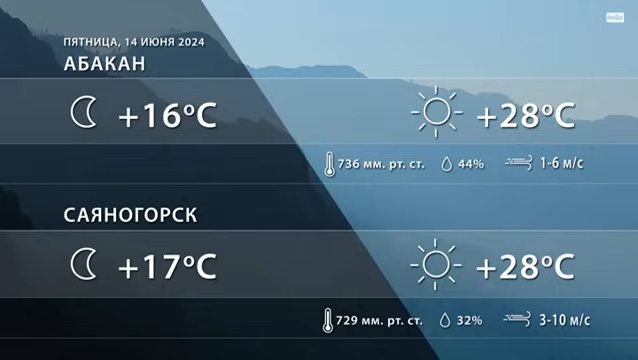 ПЯТНИЦА, 14 ИЮНЯ 2024
АБАКАН
+16°C +28°C
736 мм. рт. ст. 44% 1-6 м/с
САЯНОГОРСК
+17°C +28°C
729 мм. рт. ст. 32% 3-10 м/с